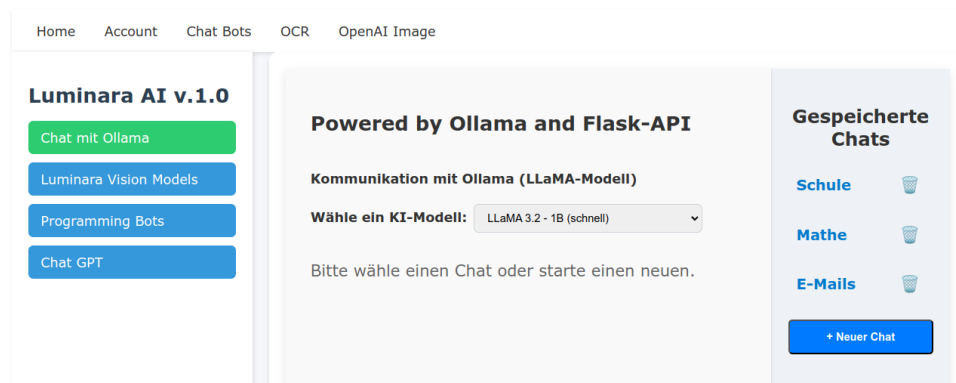 Home Account Chat Bots OCR OpenAI Image
Luminara AI v.1.0
Chat mit Ollama
Luminara Vision Models
Programming Bots
Chat GPT
Powered by Ollama and Flask-API
Kommunikation mit Ollama (LLaMA-Modell)
Wähle ein KI-Modell: LLaMA 3.2 - 1B (schnell)
Bitte wähle einen Chat oder starte einen neuen.
Gespeicherte
Chats
Schule
Mathe
E-Mails
+ Neuer Chat